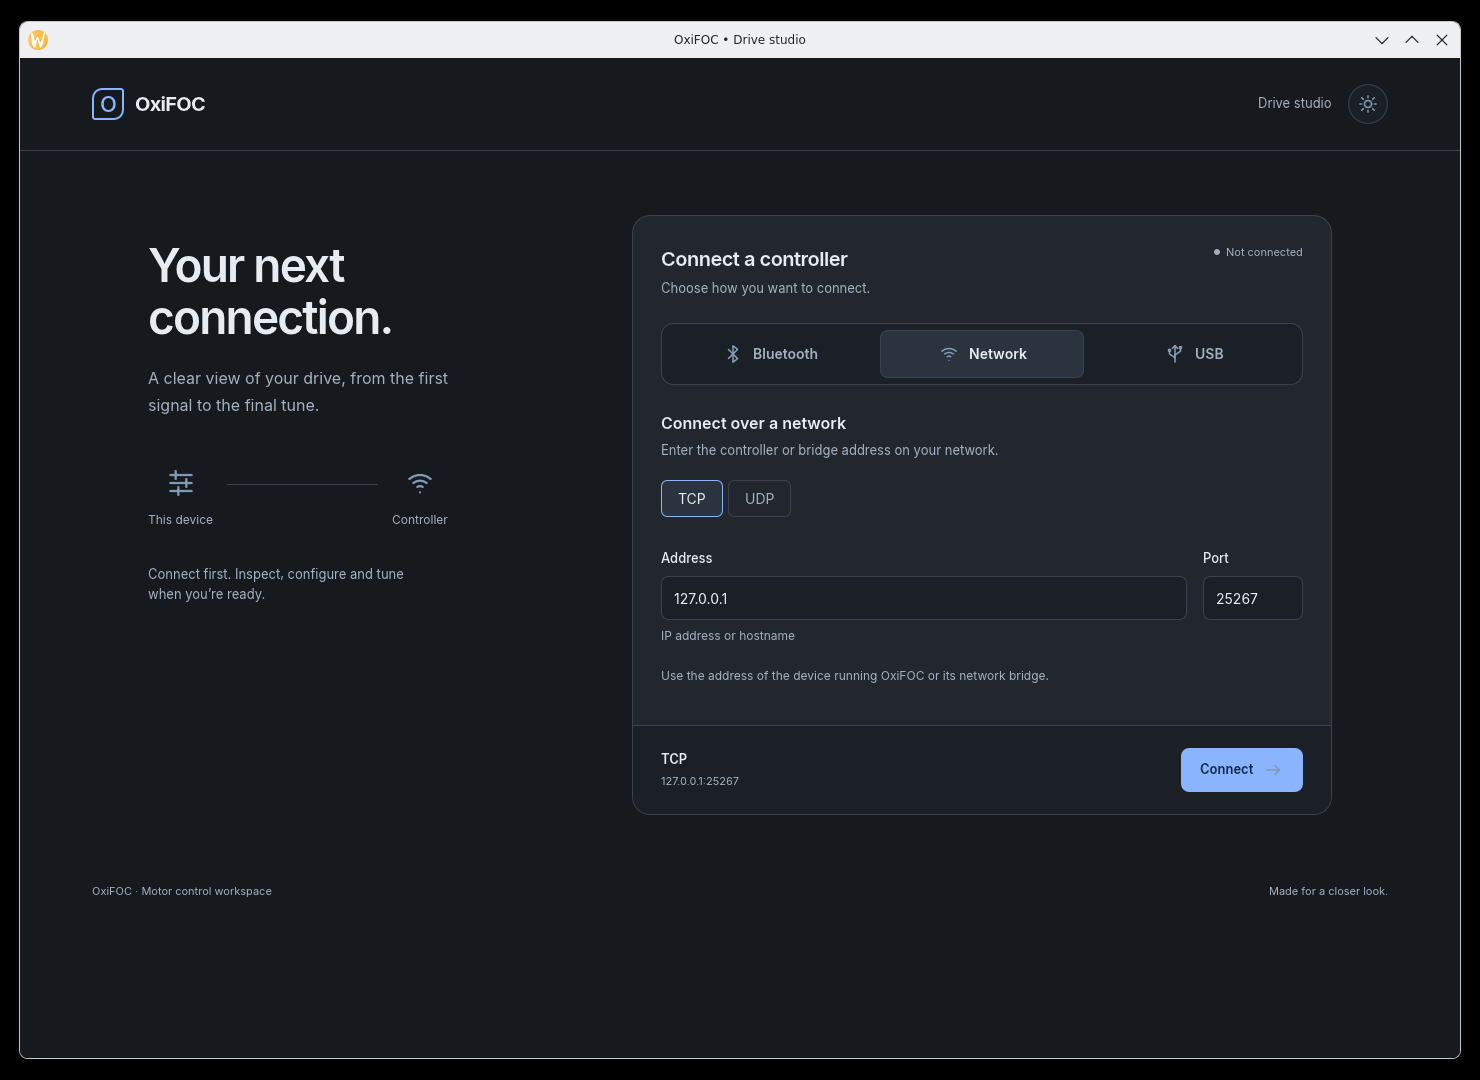 OxiFOC • Drive studio
O OxiFOC
Drive studio
Your next
connection.
A clear view of your drive, from the first
signal to the final tune.
This device
Controller
Connect first. Inspect, configure and tune
when you’re ready.
Connect a controller
Not connected
Choose how you want to connect.
Bluetooth
Network
USB
Connect over a network
Enter the controller or bridge address on your network.
TCP
UDP
Address
Port
127.0.0.1
25267
IP address or hostname
Use the address of the device running OxiFOC or its network bridge.
TCP
127.0.0.1:25267
Connect
OxiFOC · Motor control workspace
Made for a closer look.